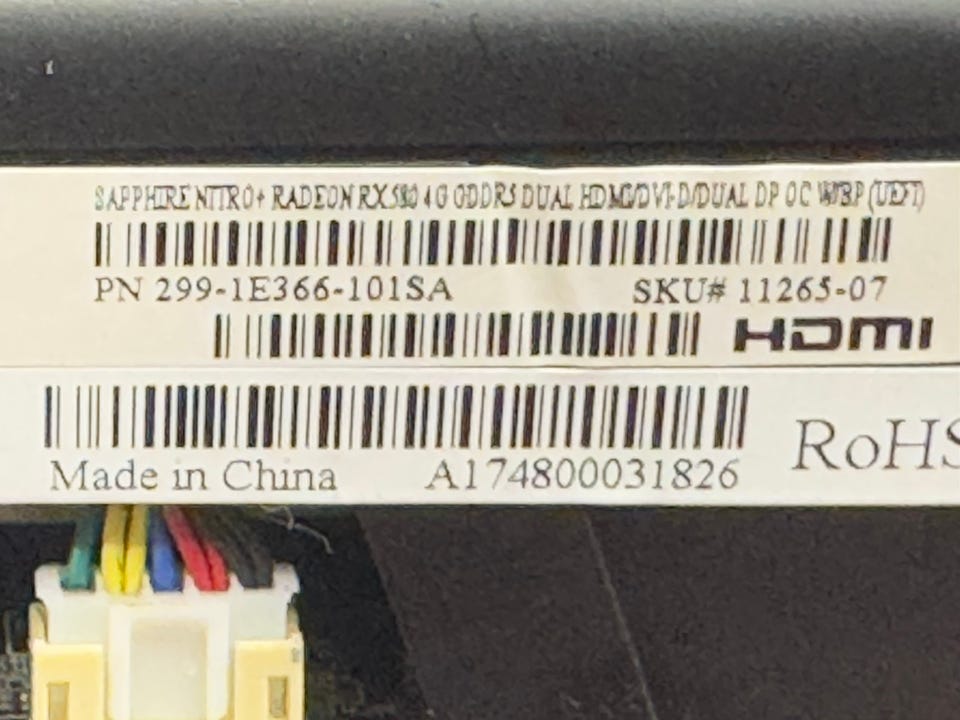 SAPPHIRE NITRO+ RADEON RX 580 4G GDDR5 DUAL HDMI/DVI-D/DUAL DP OC W/BP (UEFI)
PN 299-1E366-101SA SKU# 11265-07
HDMI
Made in China A174800031826 RoHS